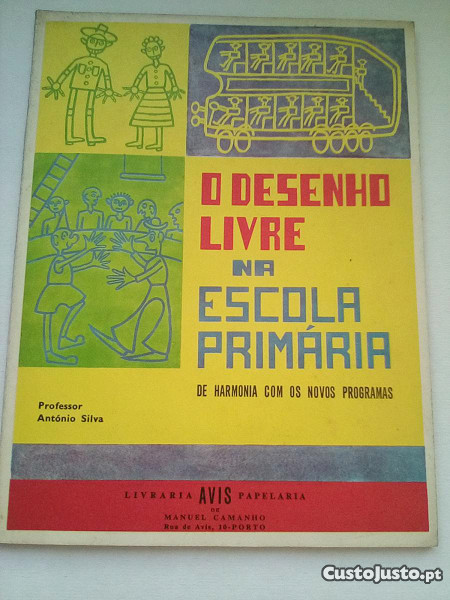 O DESENHO
LIVRE
NA
ESCOLA
PRIMÁRIA
DE HARMONIA COM OS NOVOS PROGRAMAS
Professor
António Silva
LIVRARIA AVIS PAPELARIA
DE
MANUEL CAMANHO
Rua de Avis, 10-PORTO
CustoJusto.pt